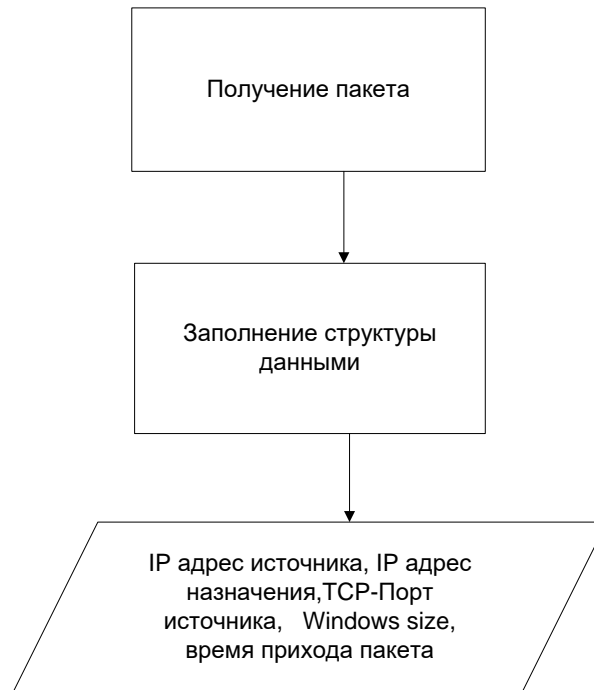 Получение пакета
Заполнение структуры
данными
IP адрес источника, IP адрес
назначения,TCP-Порт
источника, Windows size,
время прихода пакета